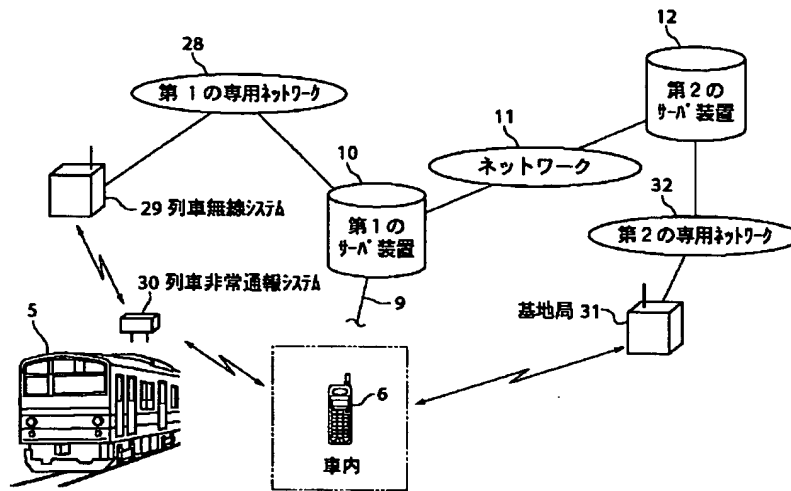 28
第１の専用ネットワーク
12
第２の
サーバ装置
11
ネットワーク
10
第１の
サーバ装置
29 列車無線システム
32
第２の専用ネットワーク
30 列車非常通報システム
9
基地局 31
5
6
車内